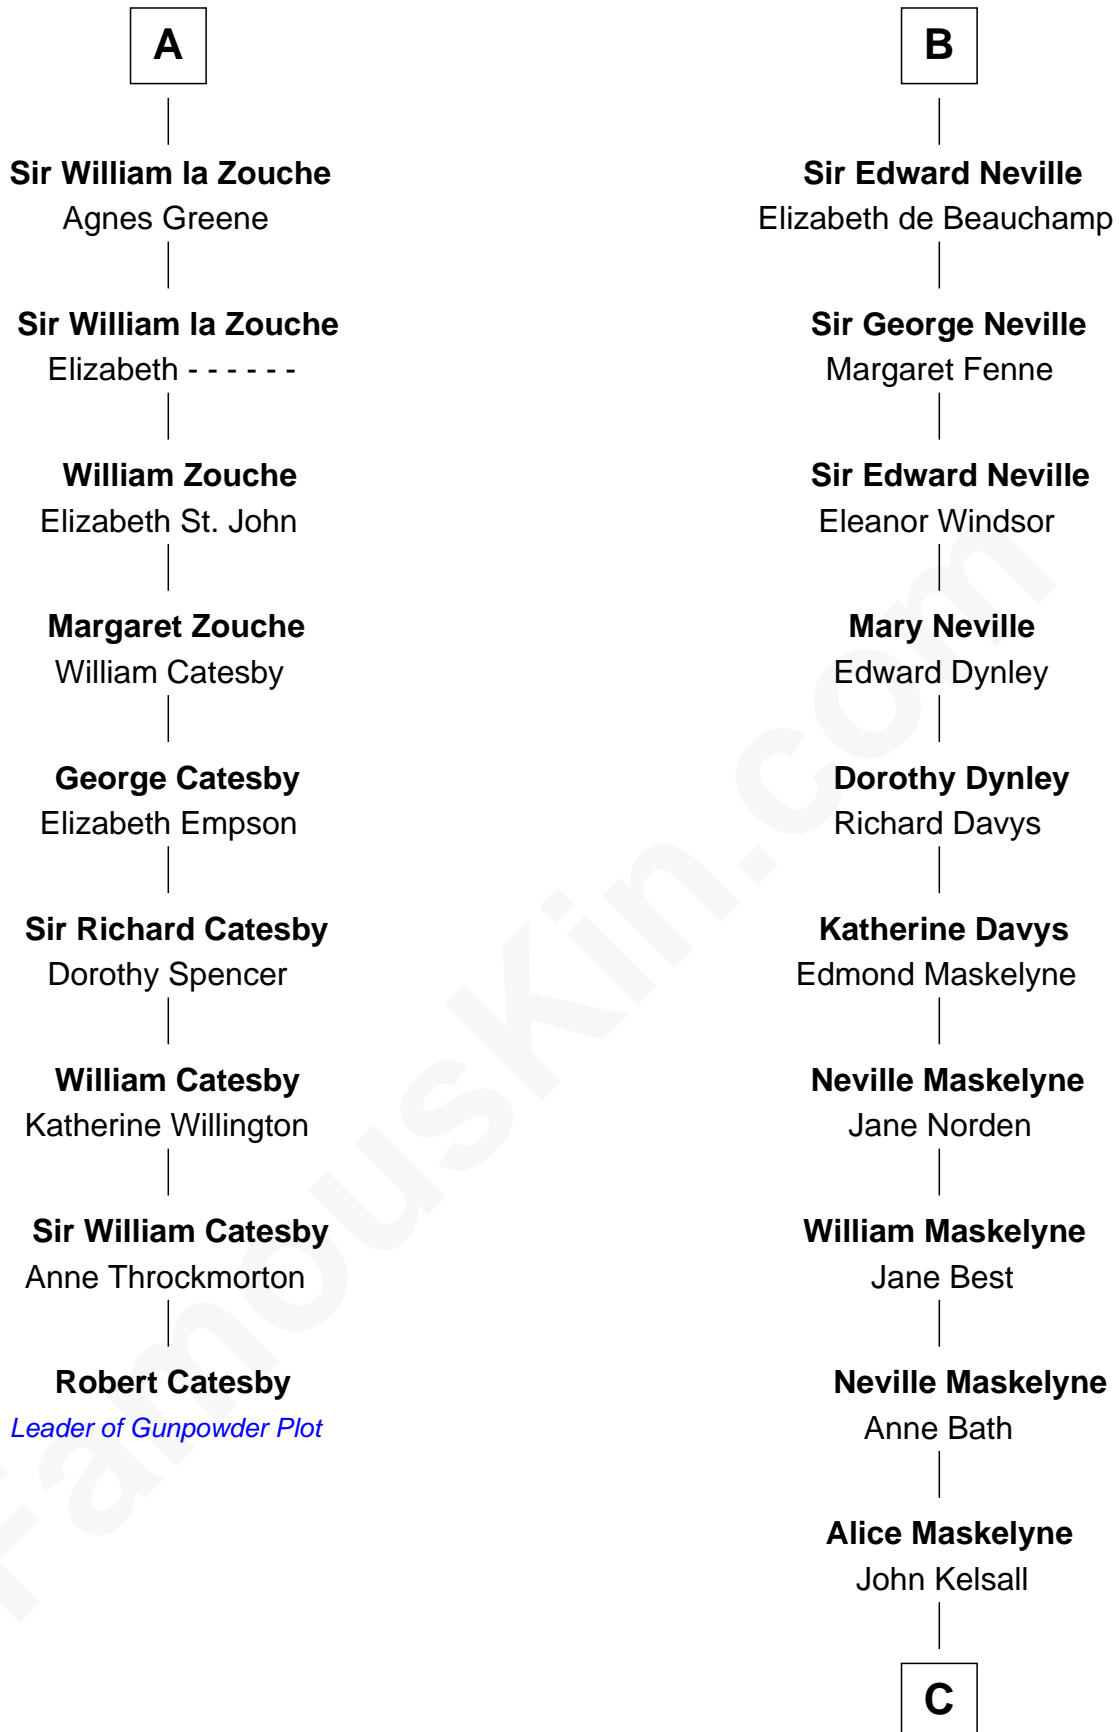 A
Sir William la Zouche
Agnes Greene
Sir William la Zouche
Elizabeth - - - - - -
William Zouche
Elizabeth St. John
Margaret Zouche
William Catesby
George Catesby
Elizabeth Empson
Sir Richard Catesby
Dorothy Spencer
William Catesby
Katherine Willington
Sir William Catesby
Anne Throckmorton
Robert Catesby
Leader of Gunpowder Plot
B
Sir Edward Neville
Elizabeth de Beauchamp
Sir George Neville
Margaret Fenne
Sir Edward Neville
Eleanor Windsor
Mary Neville
Edward Dynley
Dorothy Dynley
Richard Davys
Katherine Davys
Edmond Maskelyne
Neville Maskelyne
Jane Norden
William Maskelyne
Jane Best
Neville Maskelyne
Anne Bath
Alice Maskelyne
John Kelsall
C
FamousKin.com